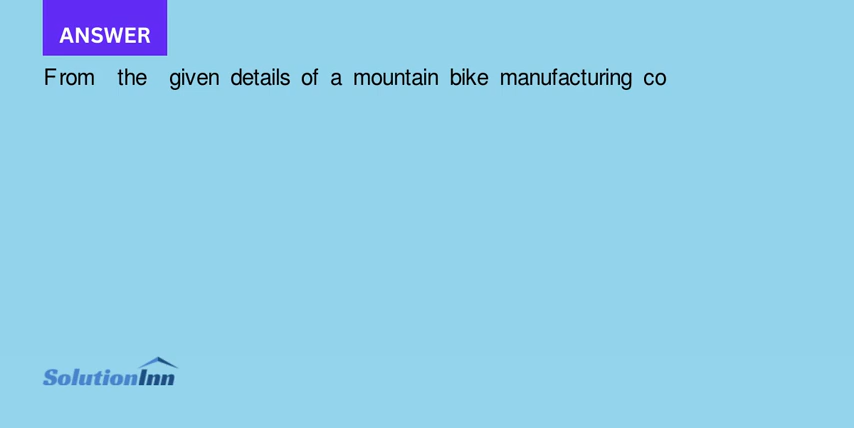 ANSWER
From the given details of a mountain bike manufacturing co
SolutionInn